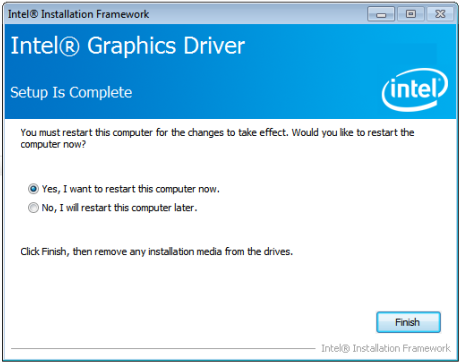 Intel® Installation Framework
Intel® Graphics Driver
Setup Is Complete
intel
You must restart this computer for the changes to take effect. Would you like to restart the
computer now?
Yes, I want to restart this computer now.
No, I will restart this computer later.
Click Finish, then remove any installation media from the drives.
Finish
Intel® Installation Framework